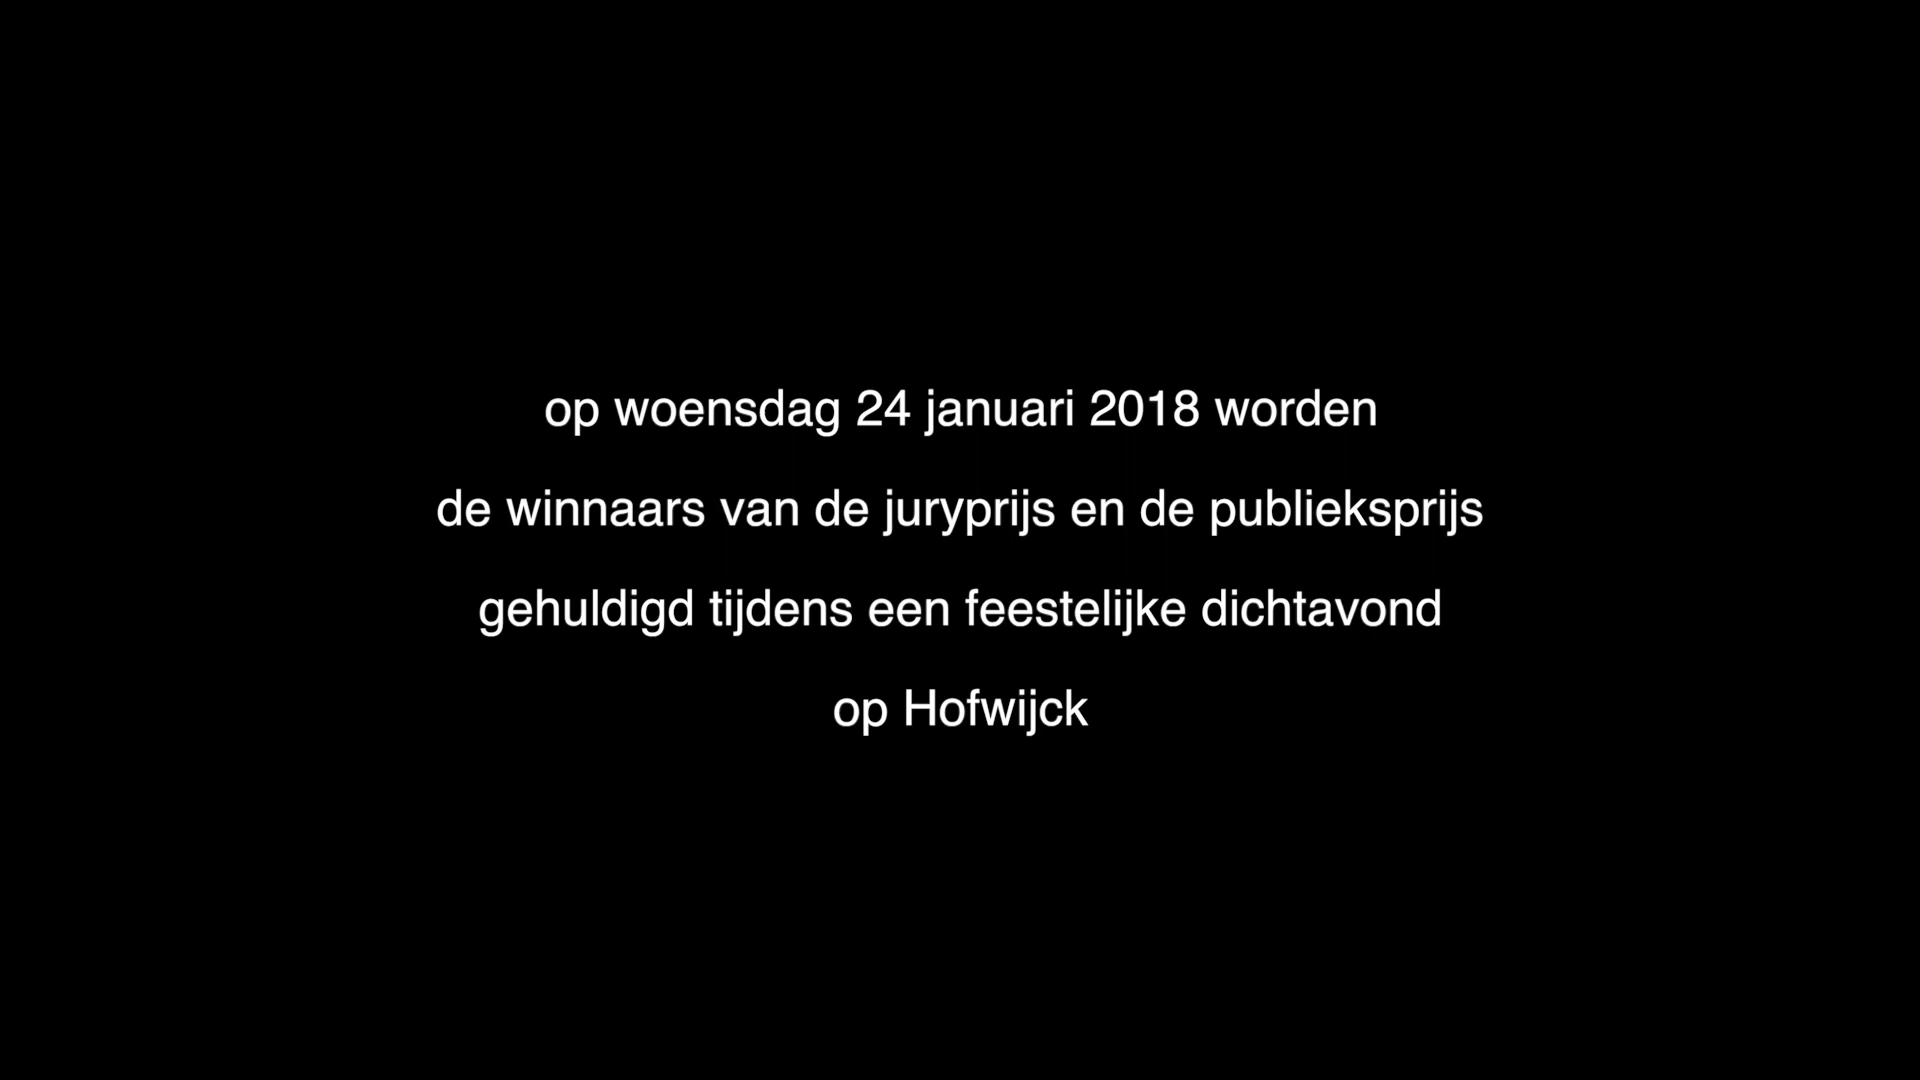 op woensdag 24 januari 2018 worden
de winnaars van de juryprijs en de publieksprijs
gehuldigd tijdens een feestelijke dichtavond
op Hofwijck